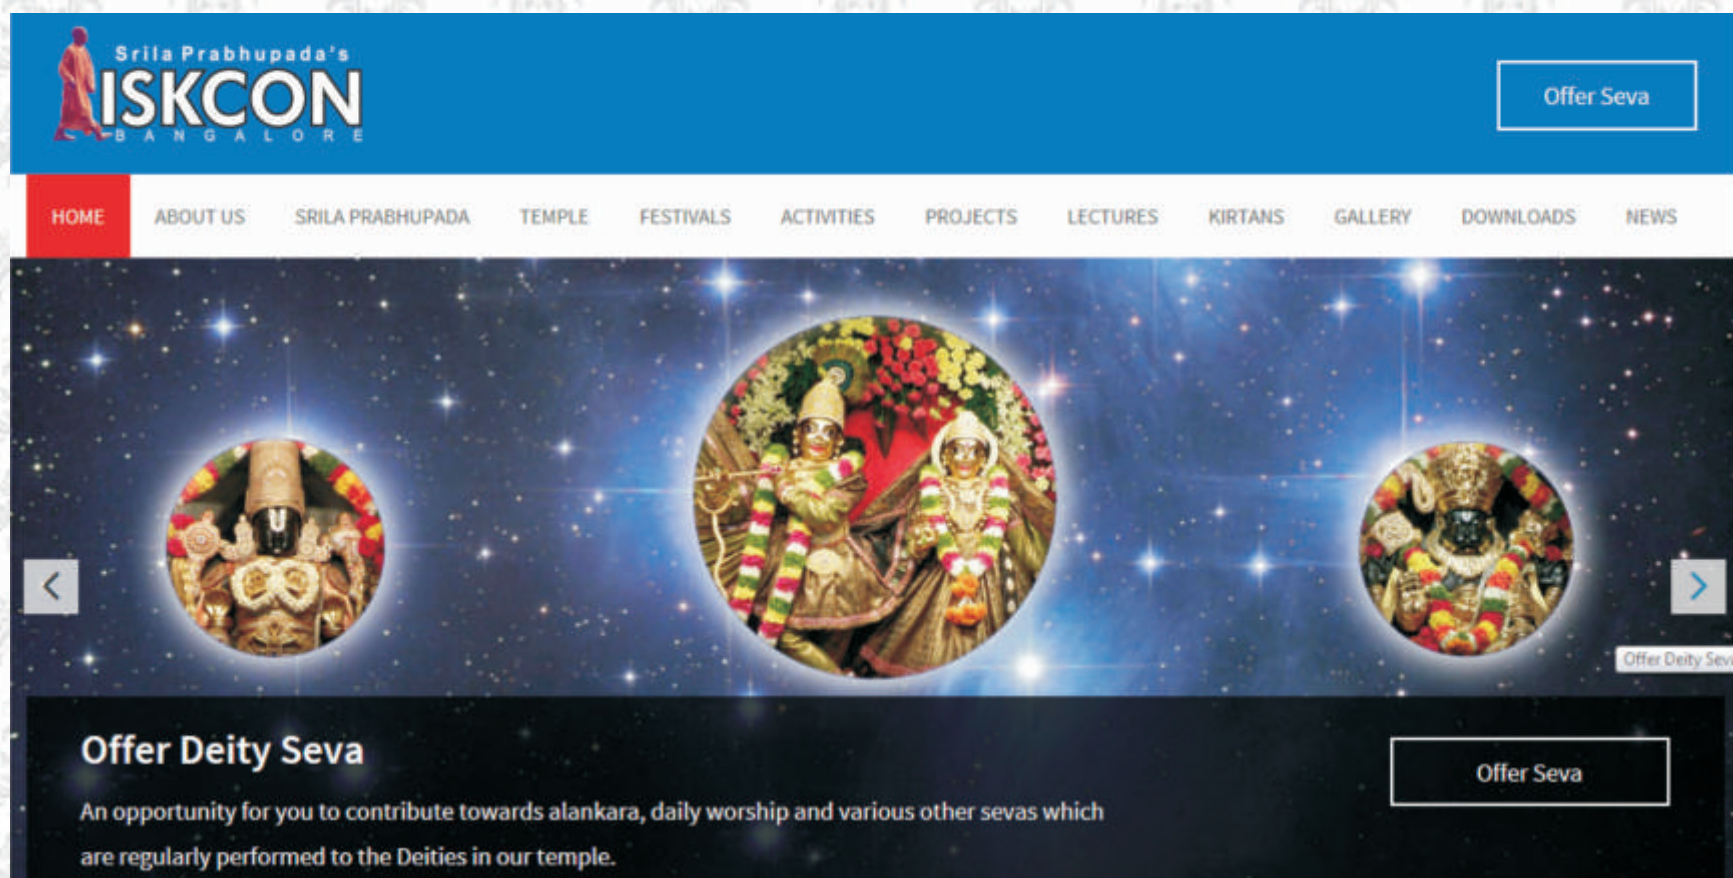 Srila Prabhupada's
ISKCON
BANGALORE
Offer Seva
HOME ABOUT US SRILA PRABHUPADA TEMPLE FESTIVALS ACTIVITIES PROJECTS LECTURES KIRTANS GALLERY DOWNLOADS NEWS
Offer Deity Seva
Offer Deity Seva
Offer Seva
An opportunity for you to contribute towards alankara, daily worship and various other sevas which
are regularly performed to the Deities in our temple.